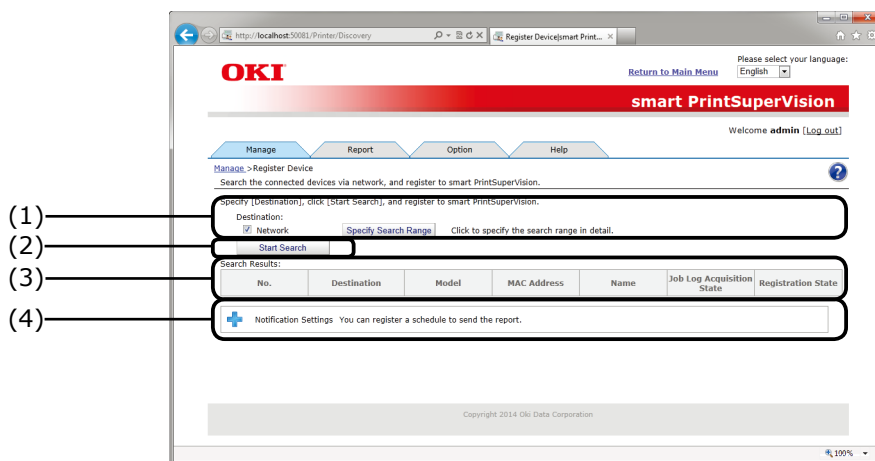 http://localhost:50081/Printer/Discovery
Register Device|smart Print...
Please select your language:
OKI
Return to Main Menu
English
smart PrintSuperVision
Welcome admin [Log out]
Manage
Report
Option
Help
Manage >Register Device
Search the connected devices via network, and register to smart PrintSuperVision.
Specify [Destination], click [Start Search], and register to smart PrintSuperVision.
(1)
Destination:
Network
Specify Search Range
Click to specify the search range in detail.
(2)
Start Search
Search Results:
(3)
No.
Destination
Model
MAC Address
Name
Job Log Acquisition
State
Registration State
(4)
Notification Settings You can register a schedule to send the report.
Copyright 2014 Oki Data Corporation
100%